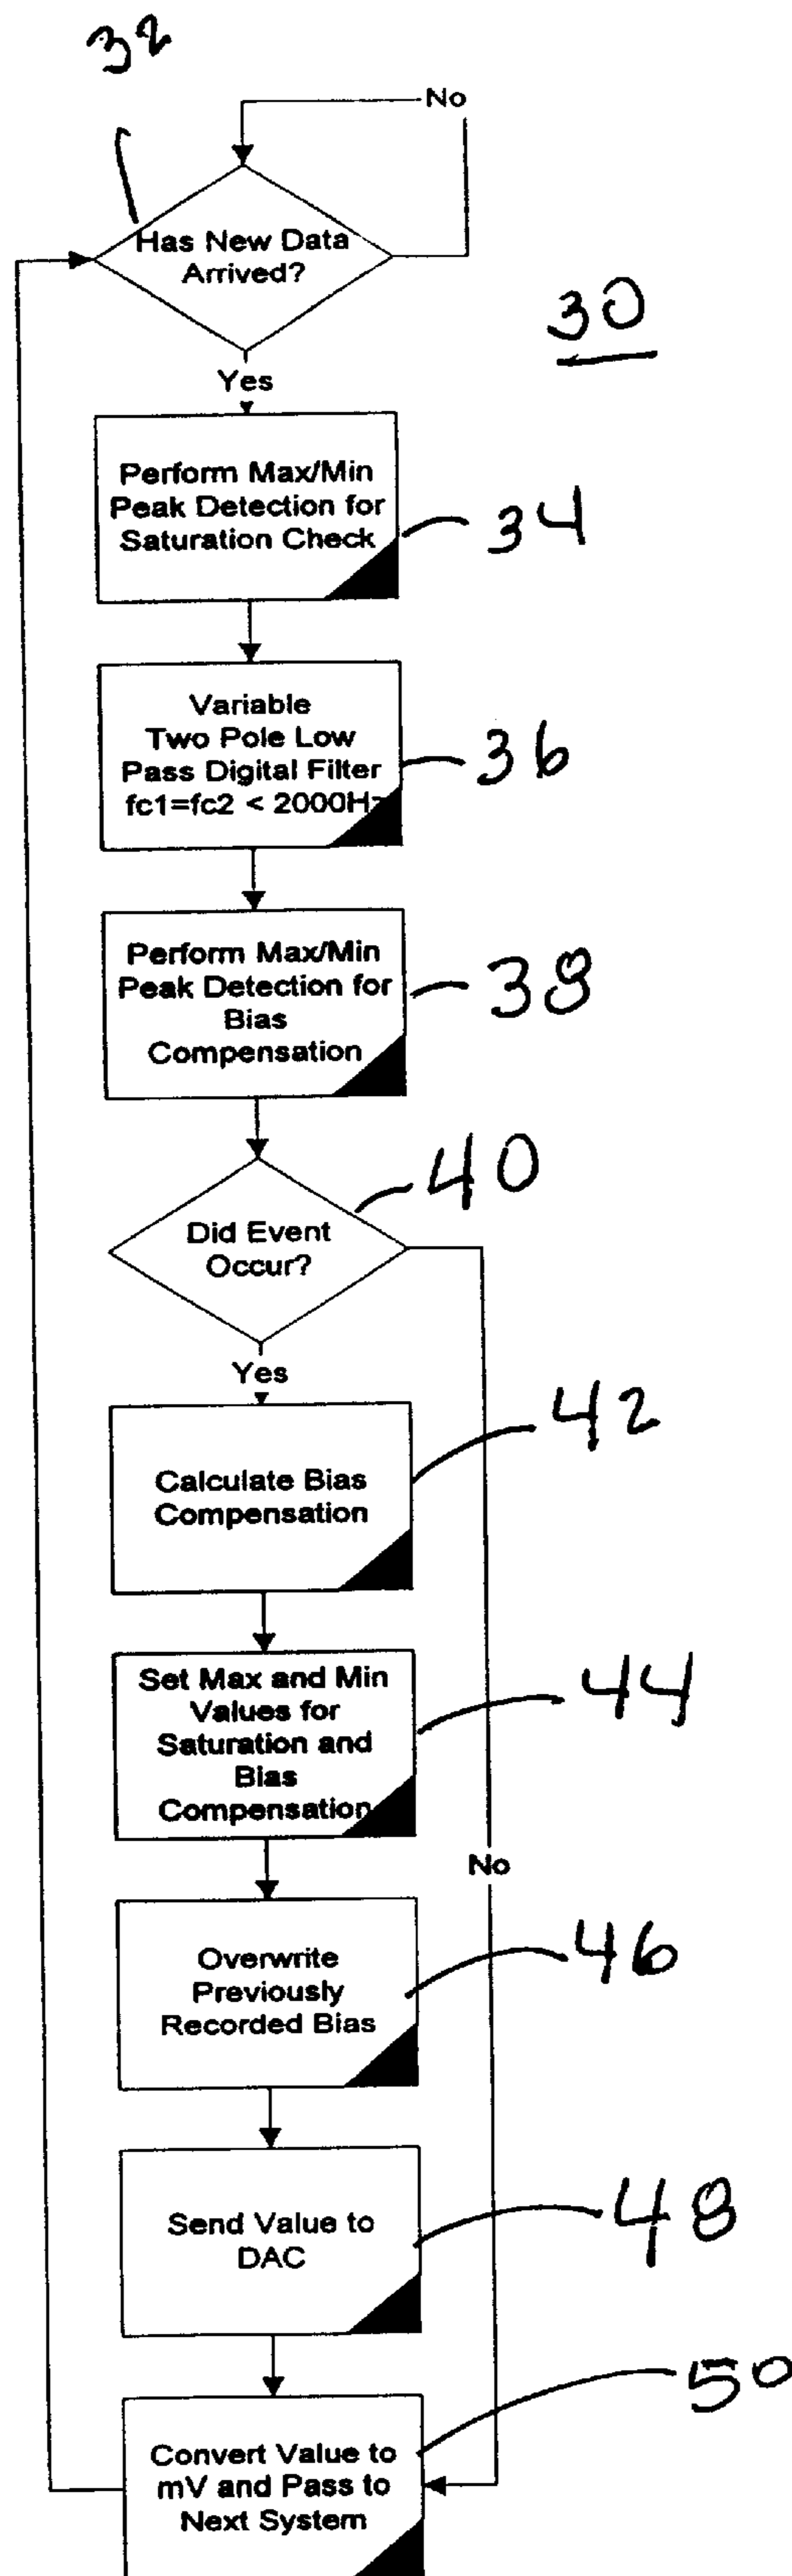 32
No
Has New Data
Arrived?
30
Yes
Perform Max/Min
Peak Detection for
Saturation Check
34
Variable
Two Pole Low
Pass Digital Filter
fc1=fc2 < 2000Hz
36
Perform Max/Min
Peak Detection for
Bias
Compensation
38
40
Did Event
Occur?
Yes
42
Calculate Bias
Compensation
Set Max and Min
Values for
Saturation and
Bias
Compensation
44
No
46
Overwrite
Previously
Recorded Bias
48
Send Value to
DAC
50
Convert Value to
mV and Pass to
Next System